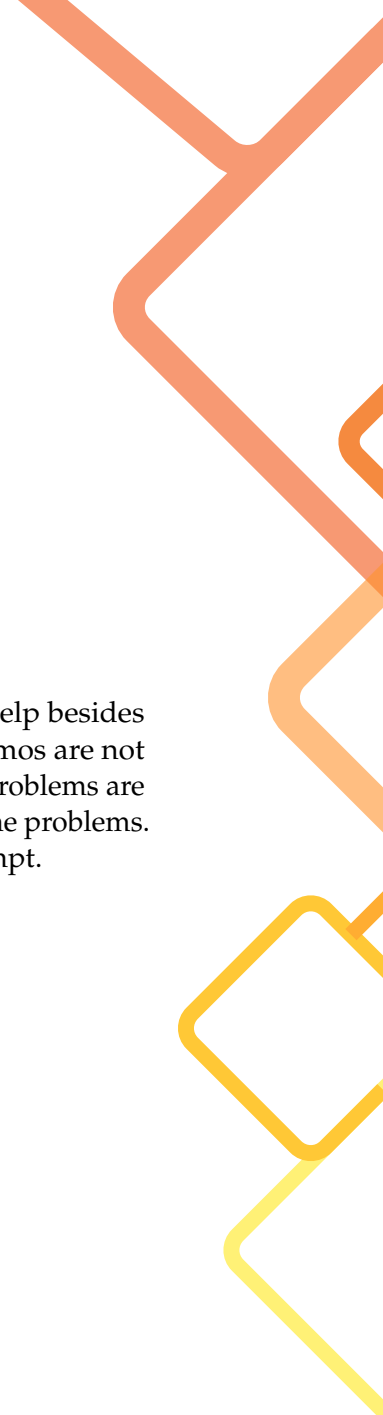 elp besides
mos are not
roblems are
ne problems.
npt.